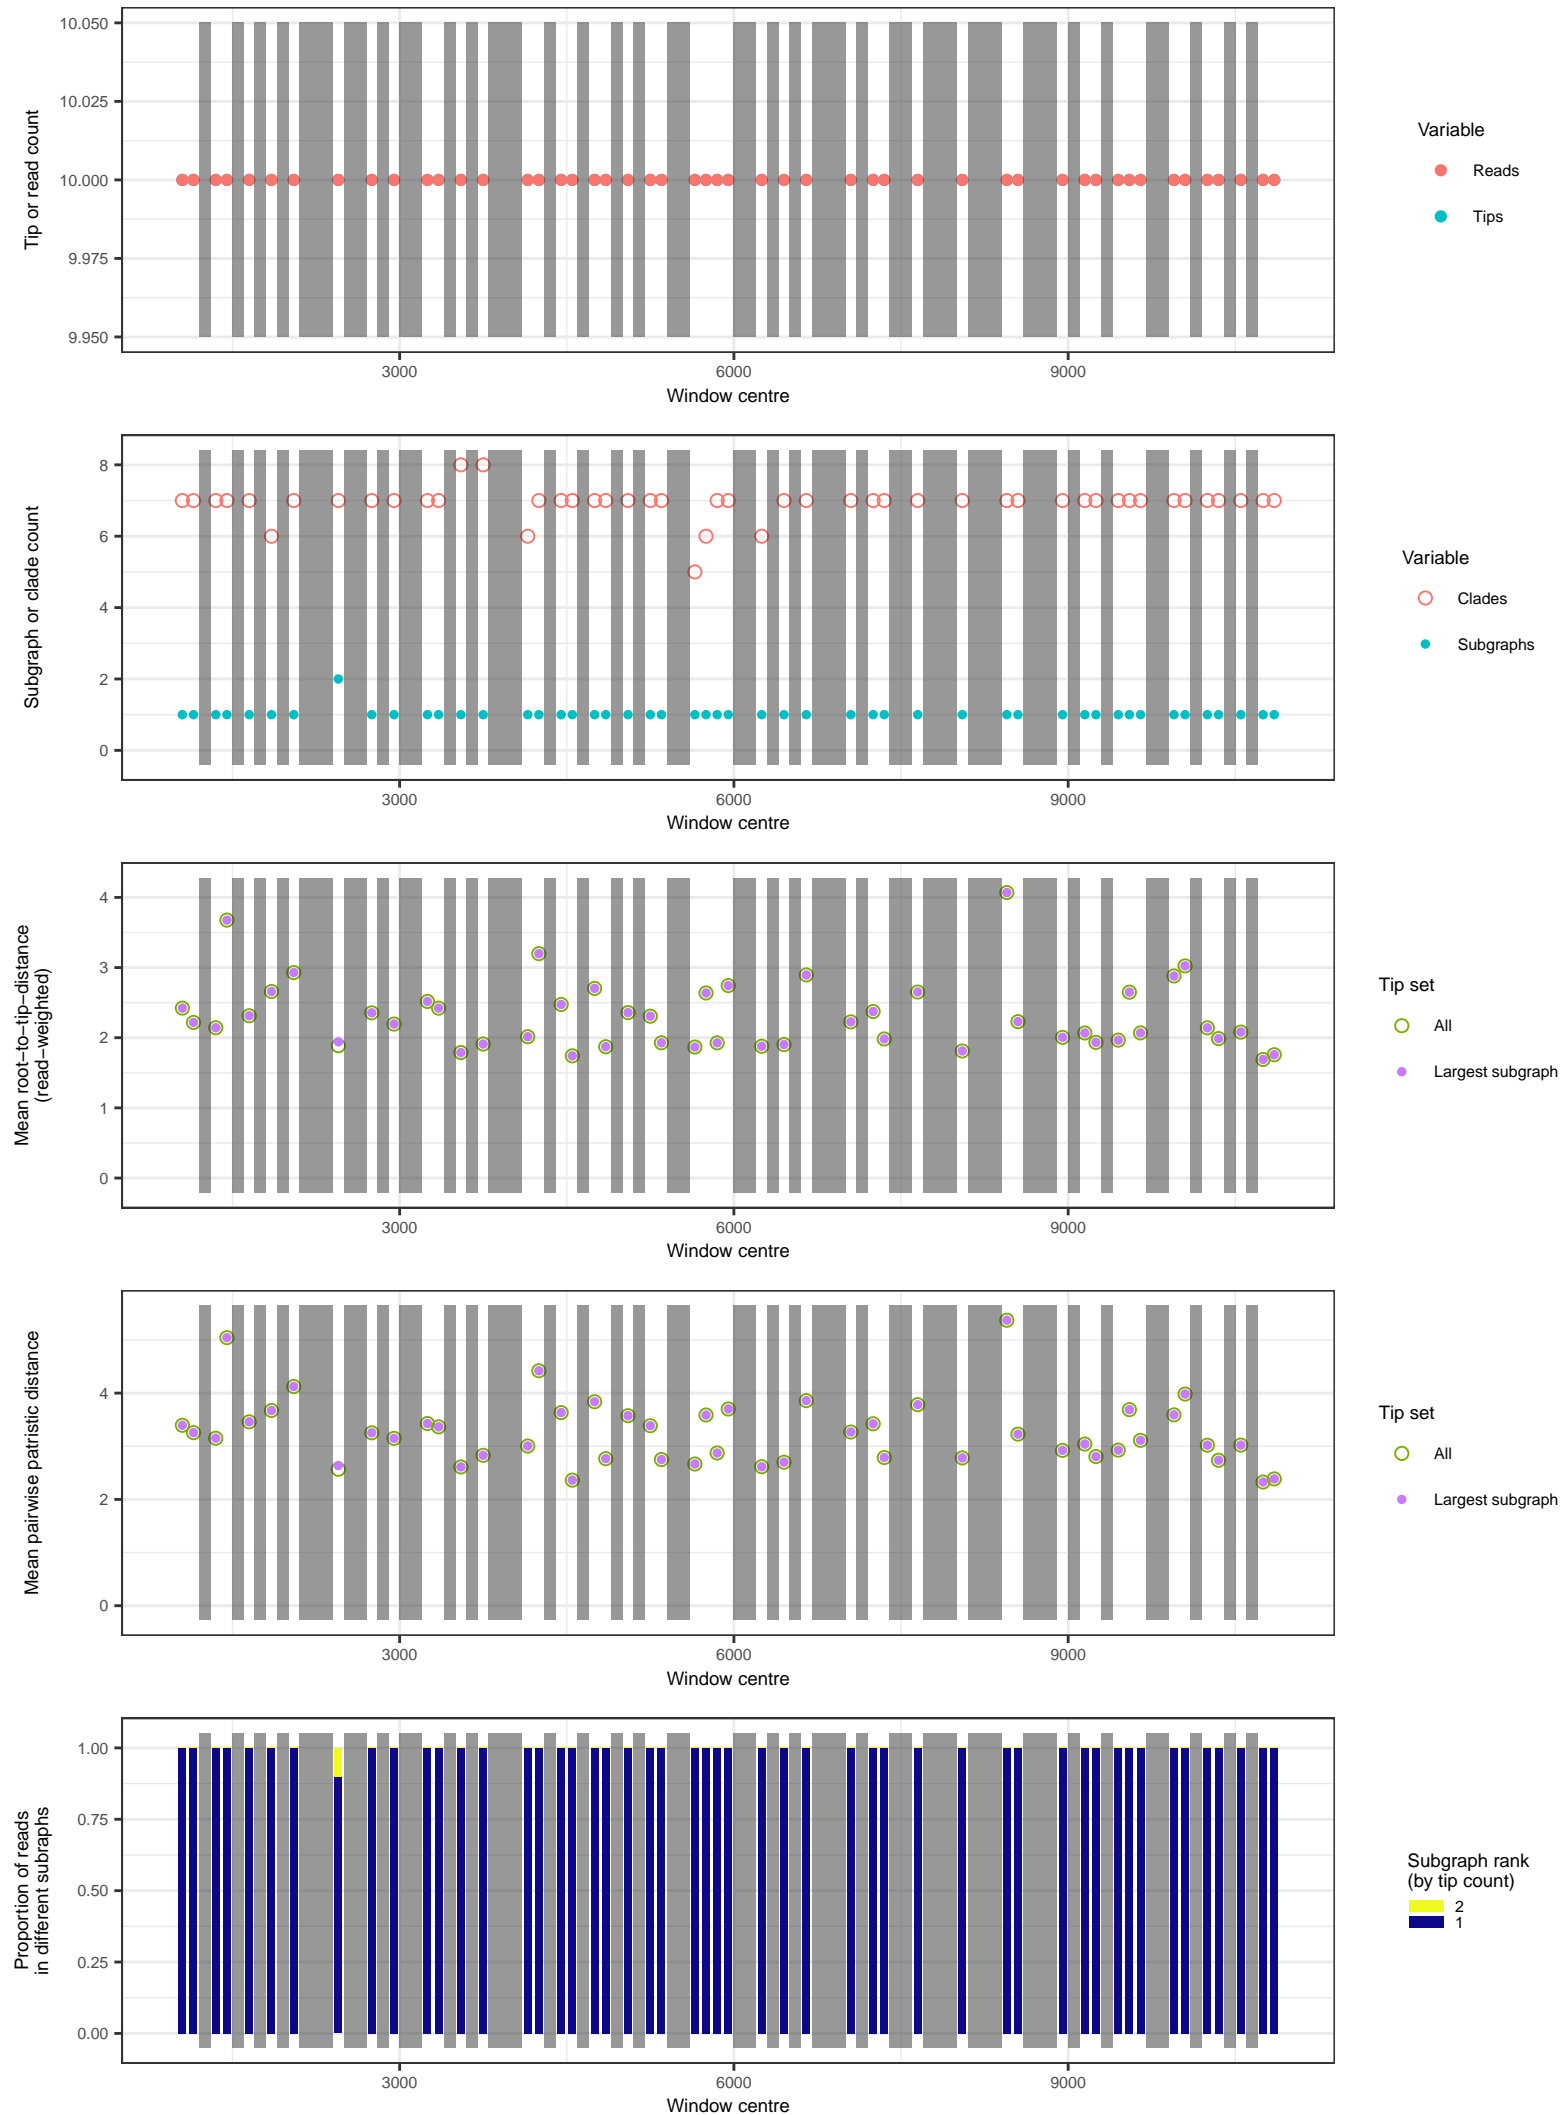 10.050
10.025
10.000
9.975
9.950
Tip or read count
3000 6000 9000
Window centre
Variable
Reads
Tips
8
6
4
2
0
Subgraph or clade count
3000 6000 9000
Window centre
Variable
Clades
Subgraphs
4
3
2
1
0
Mean root−to−tip−distance
(read−weighted)
3000 6000 9000
Window centre
Tip set
All
Largest subgraph
4
2
0
Mean pairwise patristic distance
3000 6000 9000
Window centre
Tip set
All
Largest subgraph
1.00
0.75
0.50
0.25
0.00
Proportion of reads
in different subraphs
3000 6000 9000
Window centre
Subgraph rank
(by tip count)
2
1